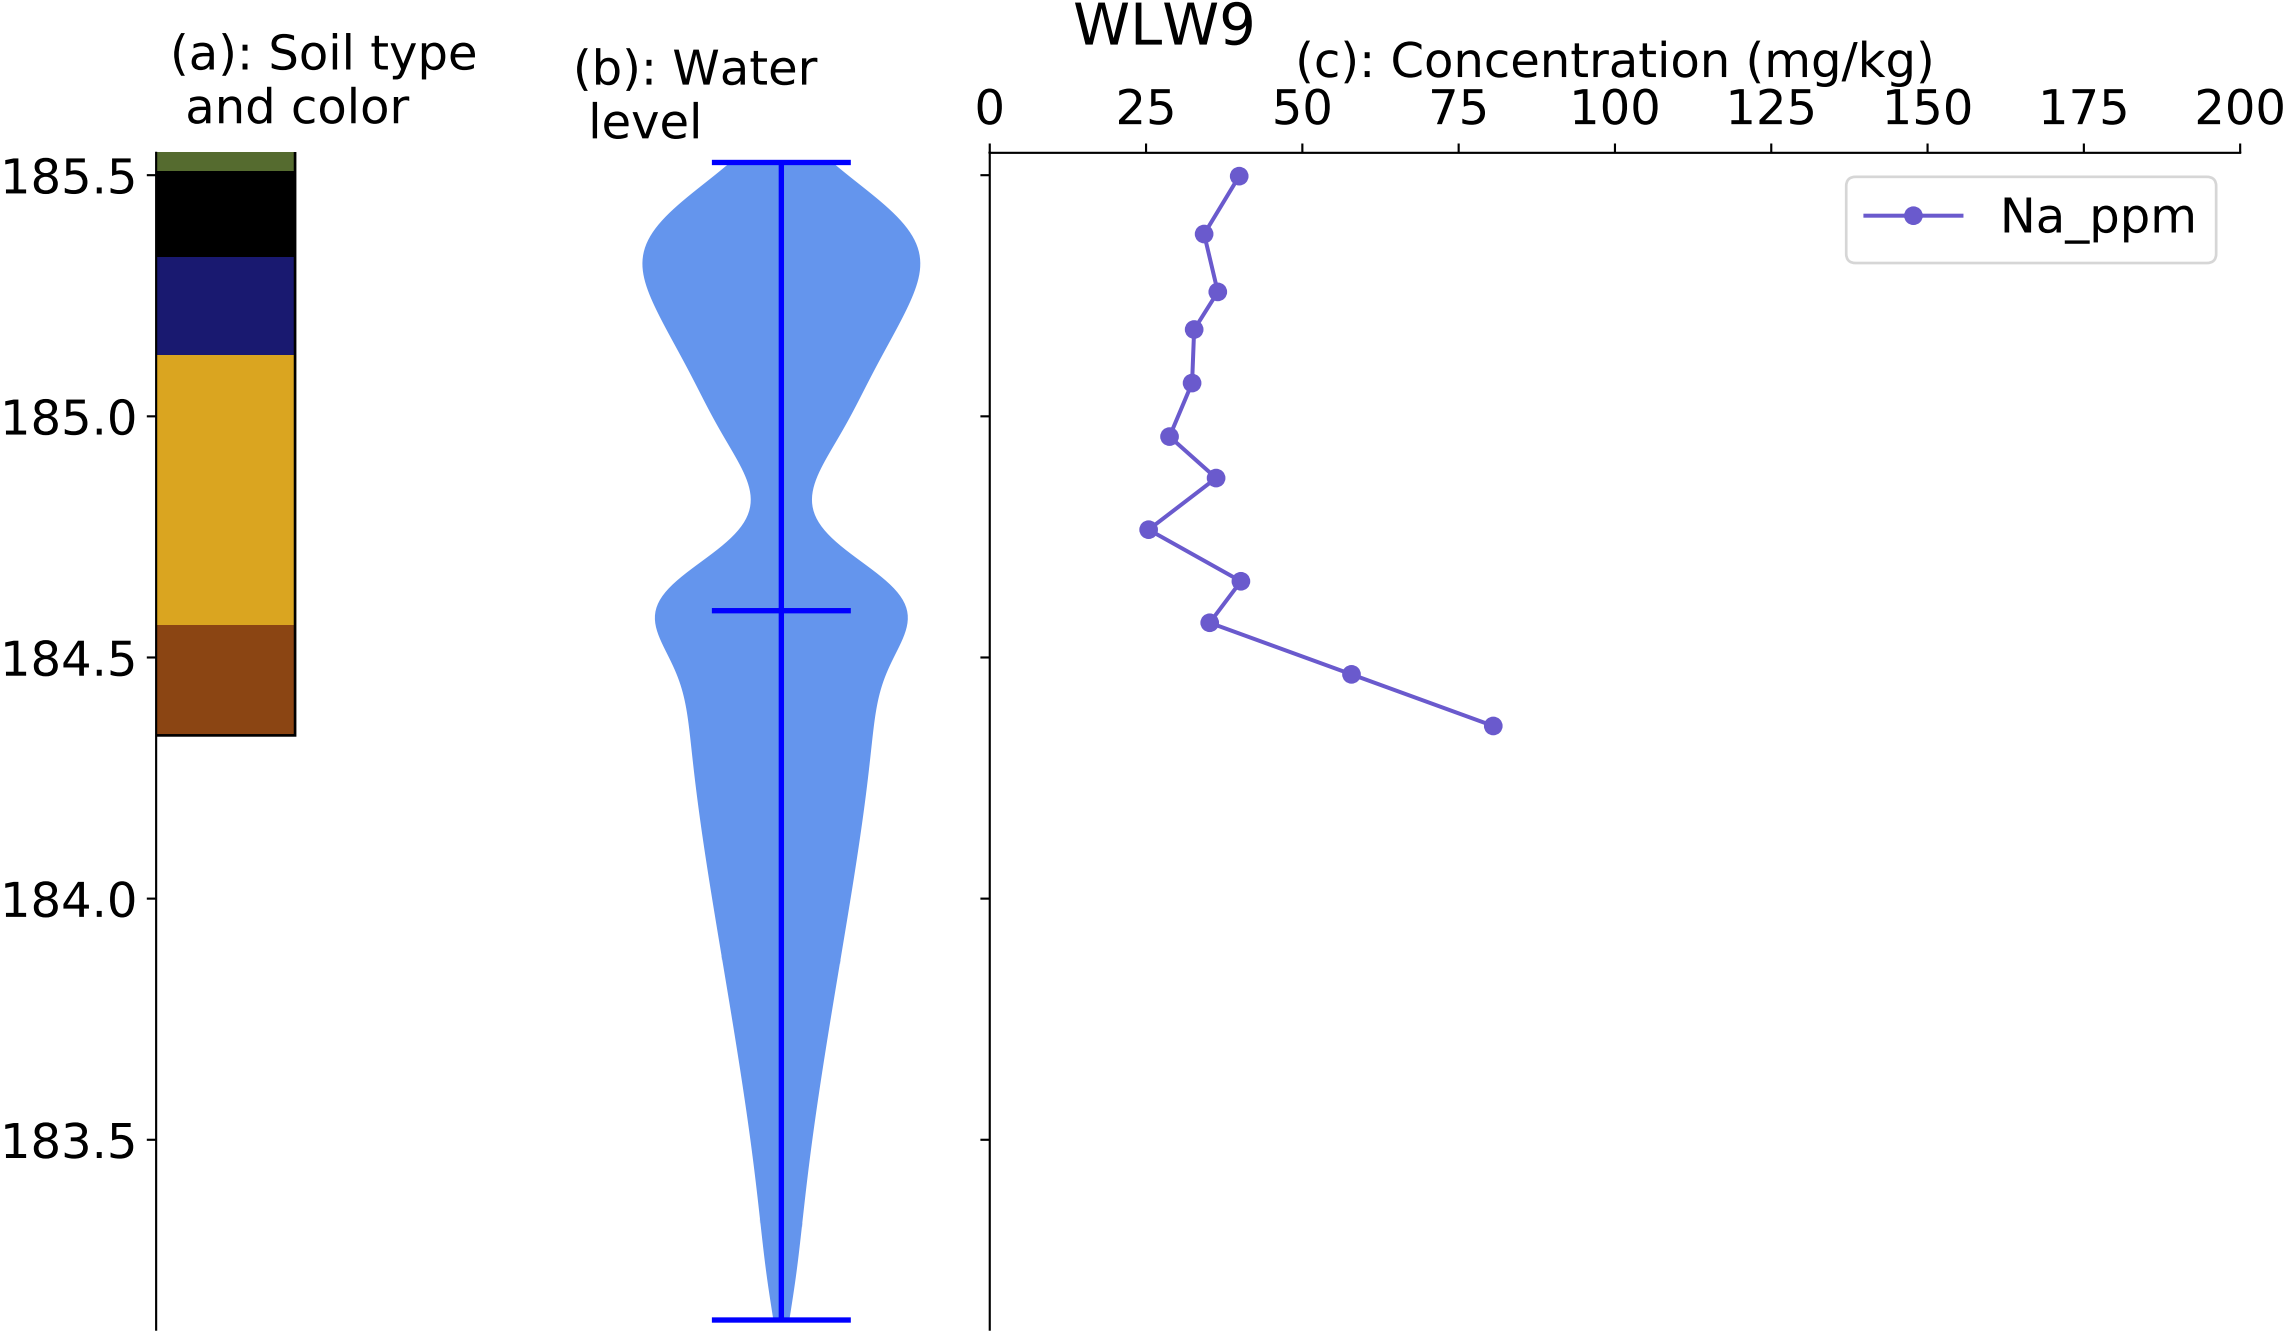 WLW9
(a): Soil type
and color
(b): Water
level
(c): Concentration (mg/kg)
0 25 50 75 100 125 150 175 200
185.5
185.0
184.5
184.0
183.5
Na_ppm